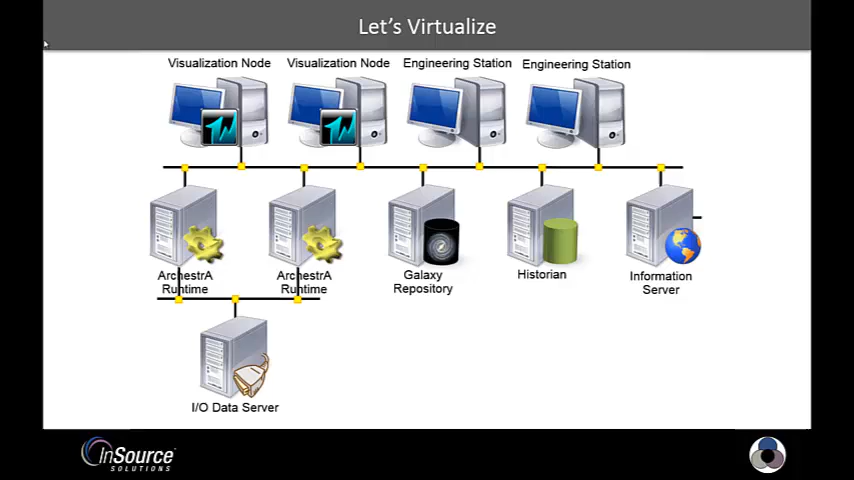 Let's Virtualize
Visualization Node
Visualization Node
Engineering Station
Engineering Station
ArchestrA
Runtime
ArchestrA
Runtime
Galaxy
Repository
Historian
Information
Server
I/O Data Server
InSource
SOLUTIONS